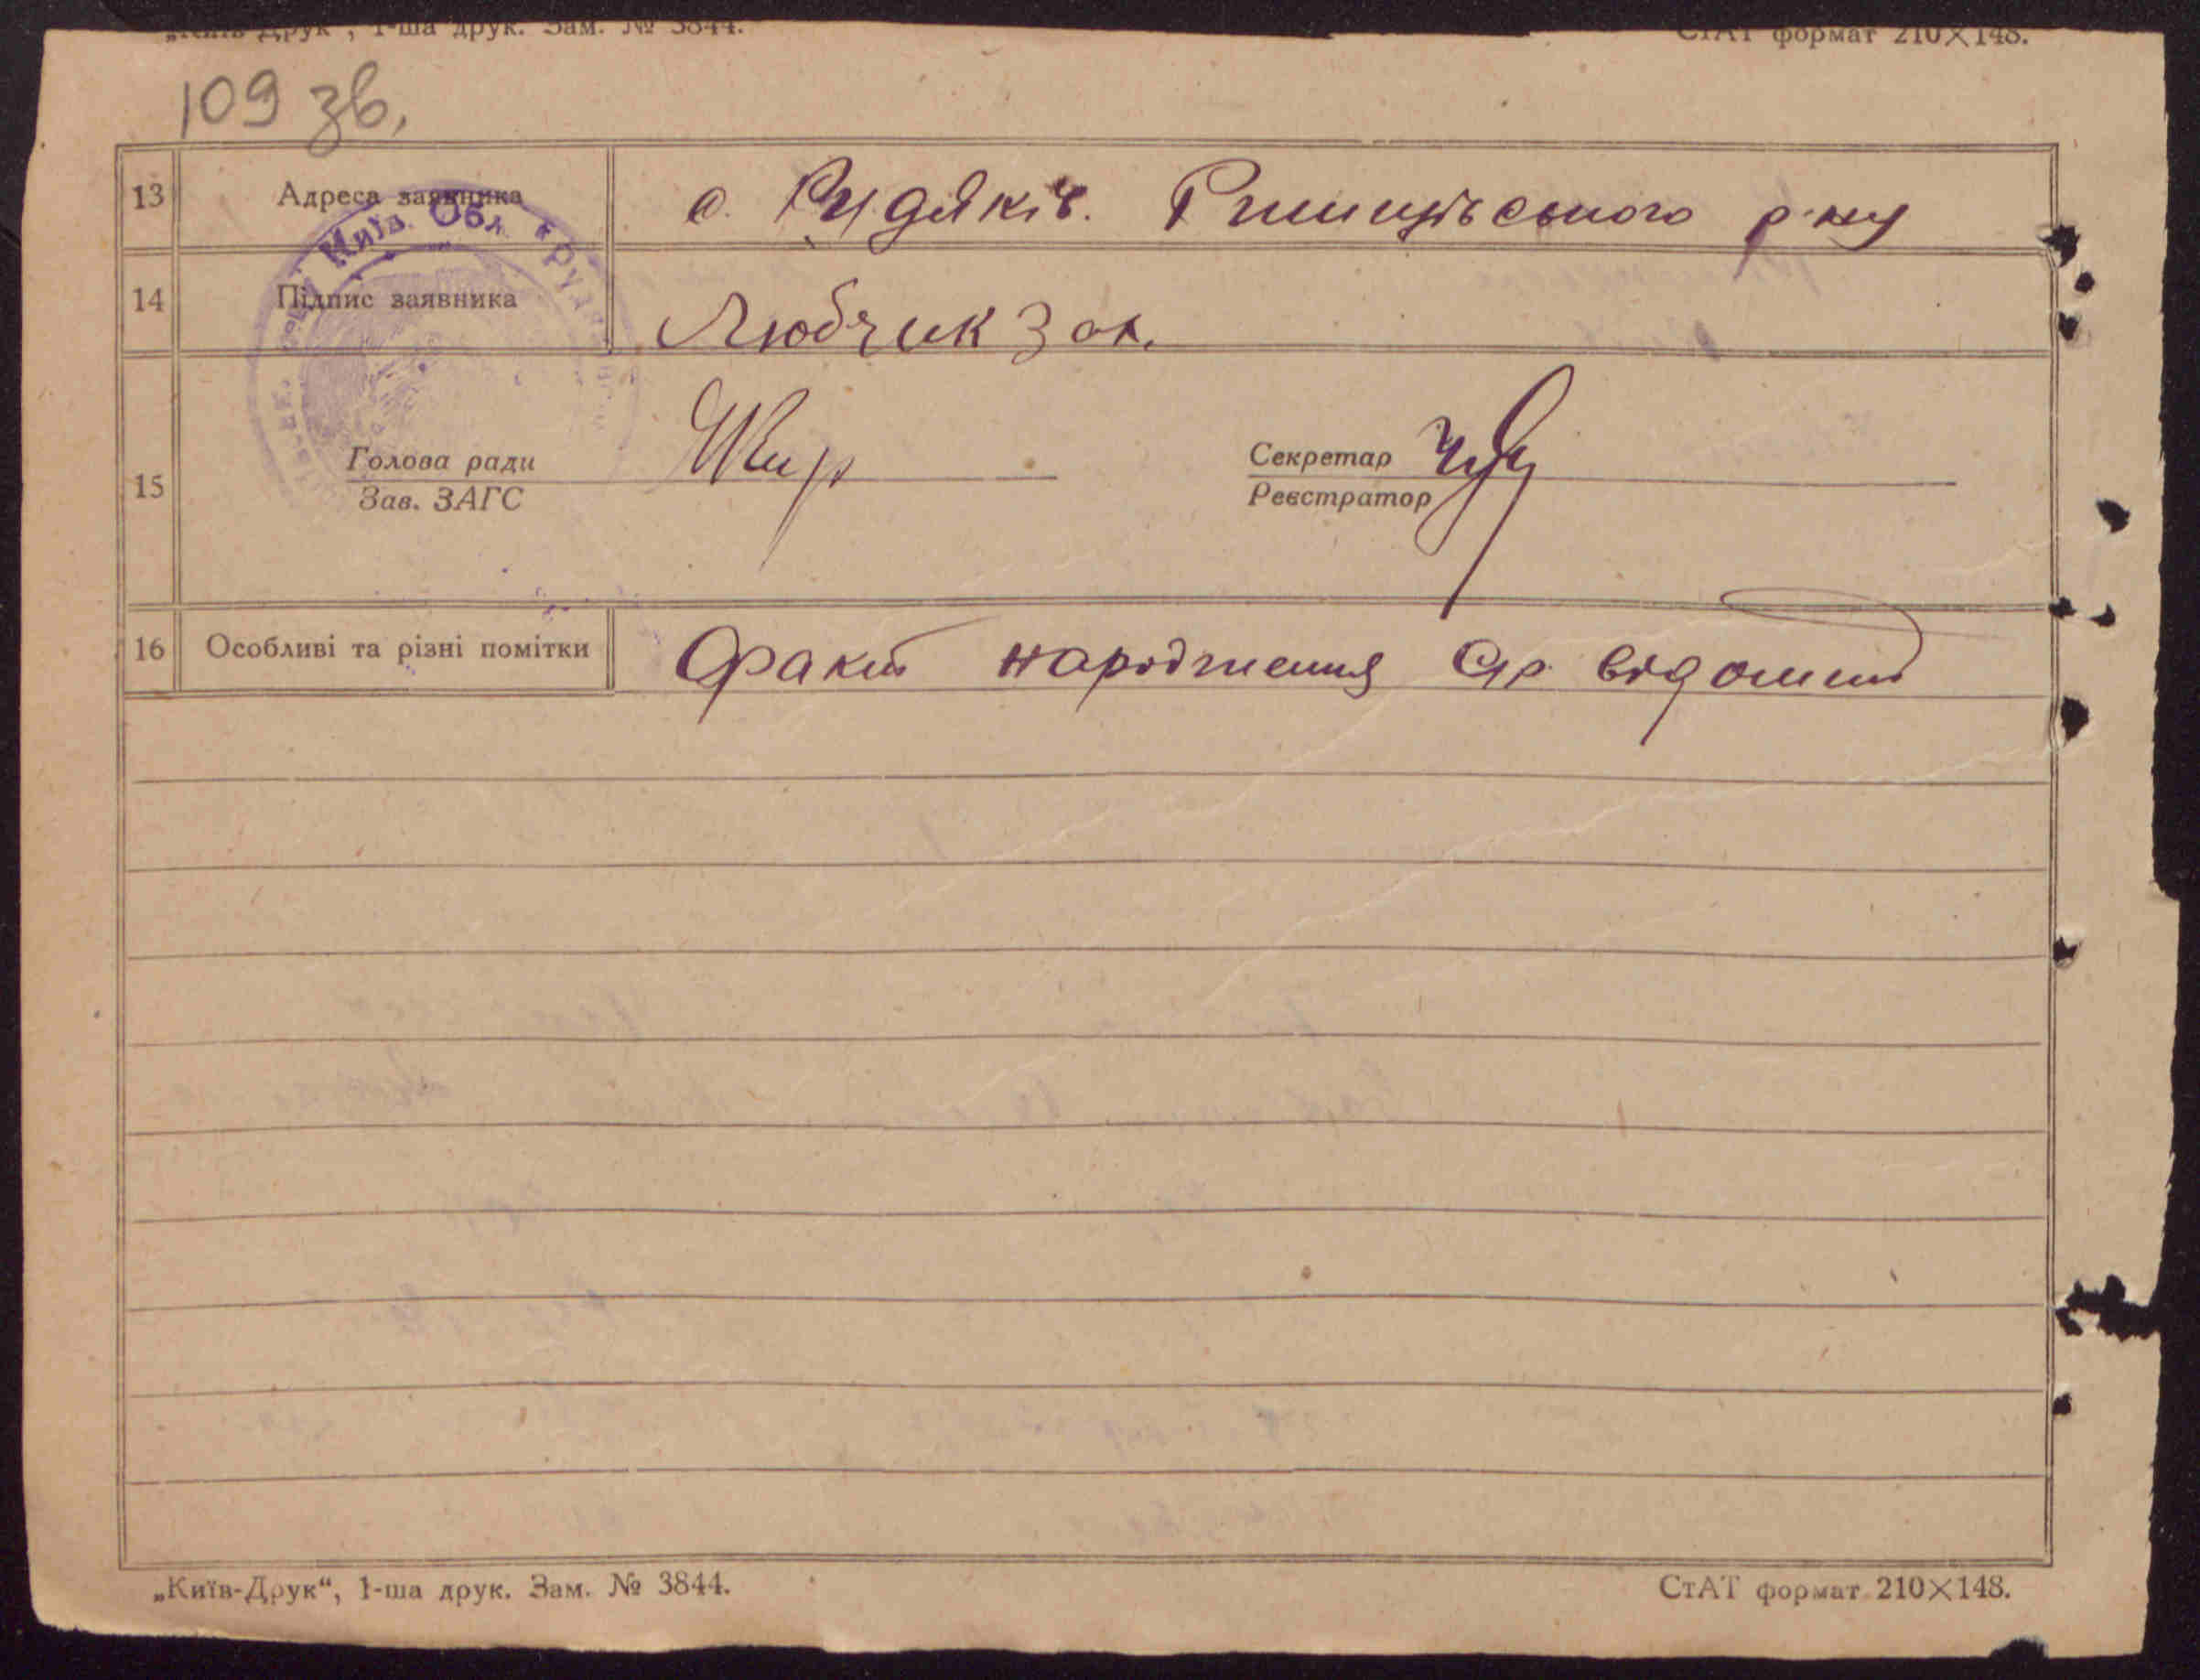 „Київ-Друк“, 1-ша друк. Зам. № 3844. СтАТ формат 210×148.
109 зв.
13 Адреса заявника с. Рудяків. Ржищівського р-ну
Київ. Обл.
14 Підпис заявника Любчик Зах.
15 Голова ради Секретар
Зав. ЗАГС Реєстратор
16 Особливі та різні помітки Факт народження с/р відомий
„Київ-Друк“, 1-ша друк. Зам. № 3844. СтАТ формат 210×148.